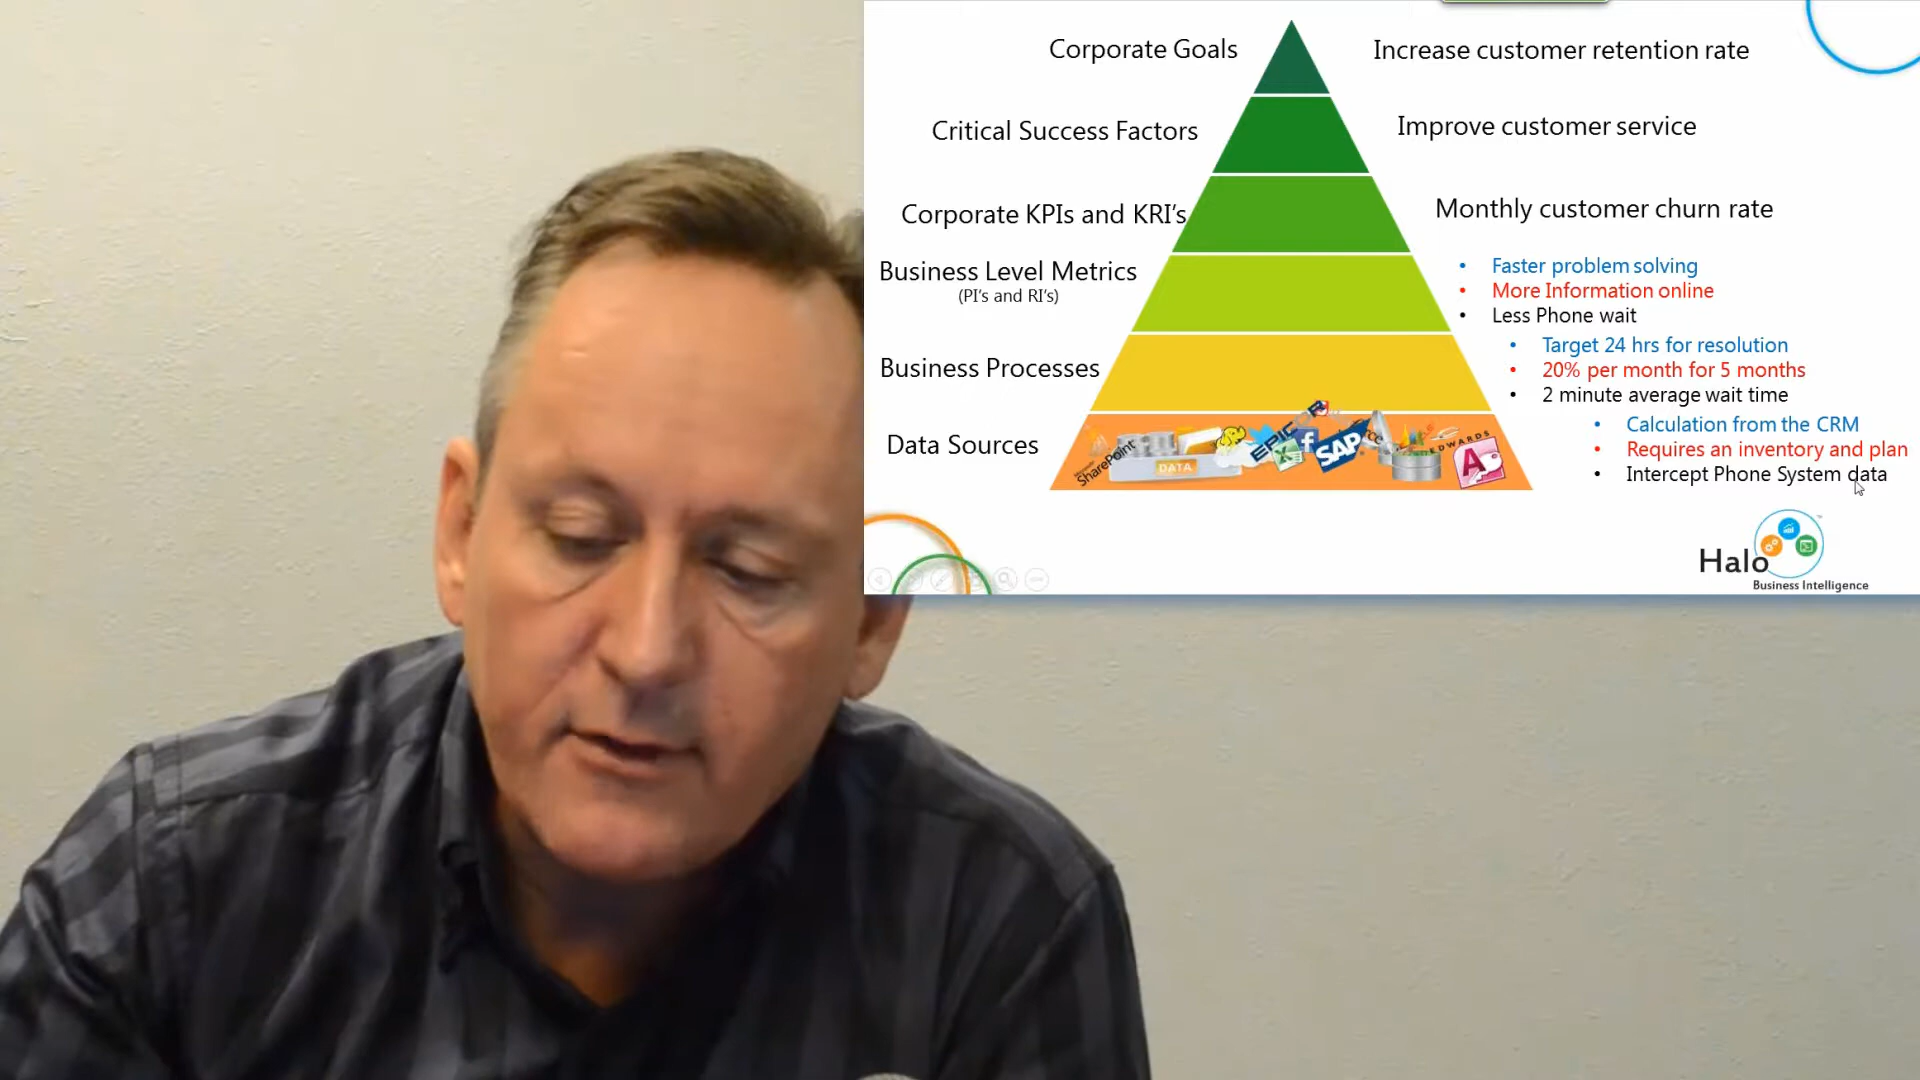 Corporate Goals
Increase customer retention rate
Critical Success Factors
Improve customer service
Corporate KPIs and KRI's
Monthly customer churn rate
Business Level Metrics
(PI's and RI's)
• Faster problem solving
• More Information online
• Less Phone wait
Business Processes
• Target 24 hrs for resolution
• 20% per month for 5 months
• 2 minute average wait time
Data Sources
• Calculation from the CRM
• Requires an inventory and plan
• Intercept Phone System data
SharePoint
DATA
EPICOR
f
SAP
EDWARDS
A
Halo
Business Intelligence